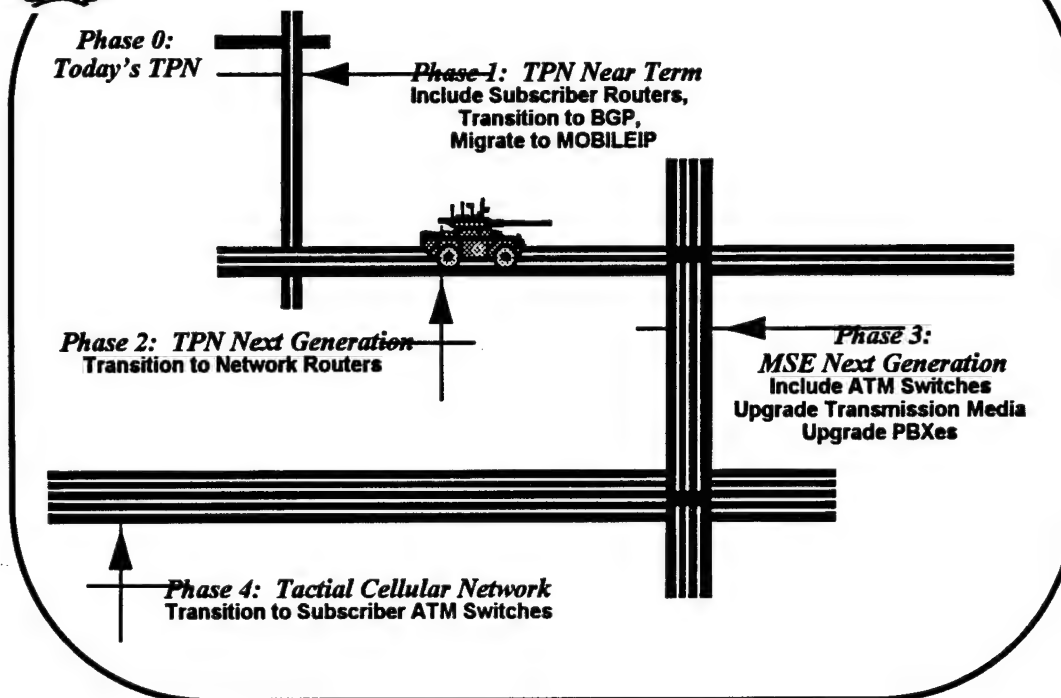 Phase 0:
Today's TPN
Phase 1: TPN Near Term
Include Subscriber Routers,
Transition to BGP,
Migrate to MOBILEIP
Phase 2: TPN Next Generation
Transition to Network Routers
Phase 3:
MSE Next Generation
Include ATM Switches
Upgrade Transmission Media
Upgrade PBXes
Phase 4: Tactial Cellular Network
Transition to Subscriber ATM Switches